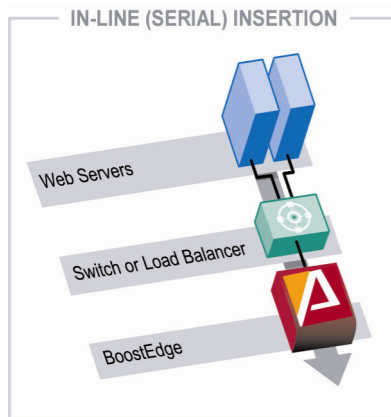 IN-LINE (SERIAL) INSERTION
Web Servers
Switch or Load Balancer
BoostEdge